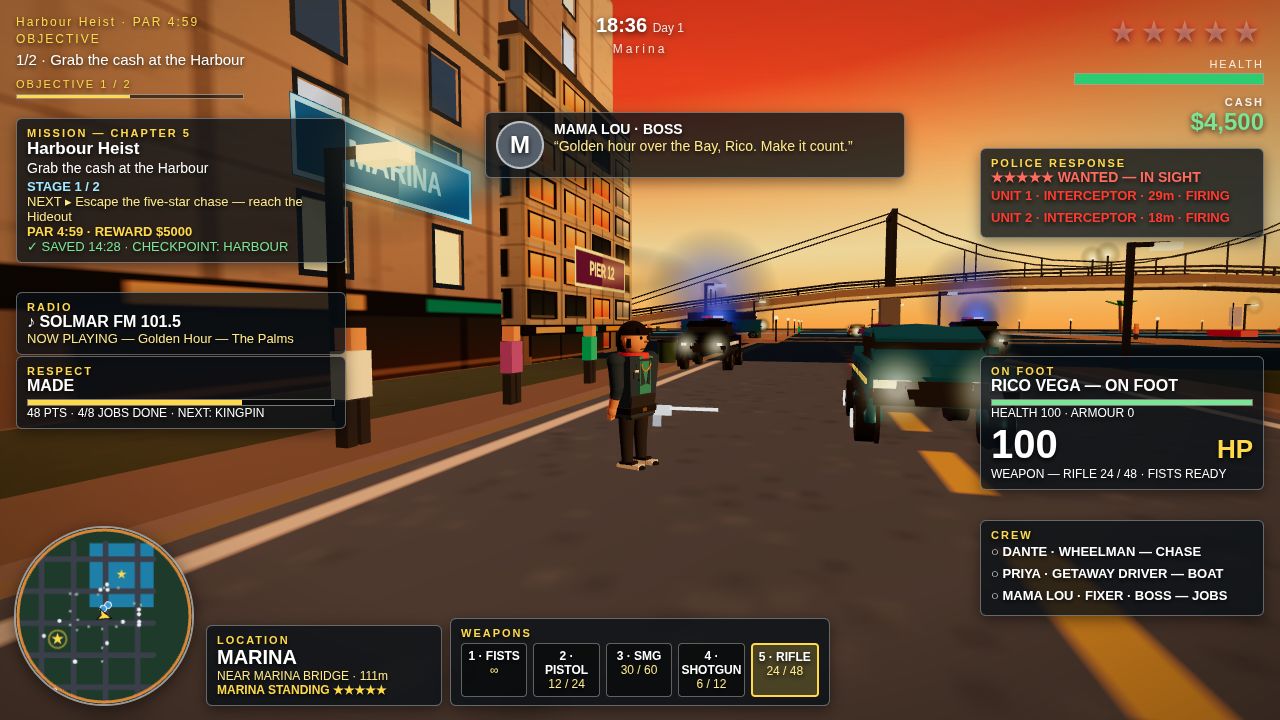 Harbour Heist · PAR 4:59
OBJECTIVE
1/2 · Grab the cash at the Harbour
OBJECTIVE 1 / 2
MISSION — CHAPTER 5
Harbour Heist
Grab the cash at the Harbour
STAGE 1 / 2
NEXT ▸ Escape the five-star chase — reach the
Hideout
PAR 4:59 · REWARD $5000
✓ SAVED 14:28 · CHECKPOINT: HARBOUR
RADIO
♪ SOLMAR FM 101.5
NOW PLAYING — Golden Hour — The Palms
RESPECT
MADE
48 PTS · 4/8 JOBS DONE · NEXT: KINGPIN
18:36 Day 1
Marina
M
MAMA LOU · BOSS
“Golden hour over the Bay, Rico. Make it count.”
MARINA
PIER 12
★★★★★
HEALTH
CASH
$4,500
POLICE RESPONSE
★★★★★ WANTED — IN SIGHT
UNIT 1 · INTERCEPTOR · 29m · FIRING
UNIT 2 · INTERCEPTOR · 18m · FIRING
ON FOOT
RICO VEGA — ON FOOT
HEALTH 100 · ARMOUR 0
100 HP
WEAPON — RIFLE 24 / 48 · FISTS READY
CREW
○ DANTE · WHEELMAN — CHASE
○ PRIYA · GETAWAY DRIVER — BOAT
○ MAMA LOU · FIXER · BOSS — JOBS
LOCATION
MARINA
NEAR MARINA BRIDGE · 111m
MARINA STANDING ★★★★★
WEAPONS
1 · FISTS
∞
2 ·
PISTOL
12 / 24
3 · SMG
30 / 60
4 ·
SHOTGUN
6 / 12
5 · RIFLE
24 / 48